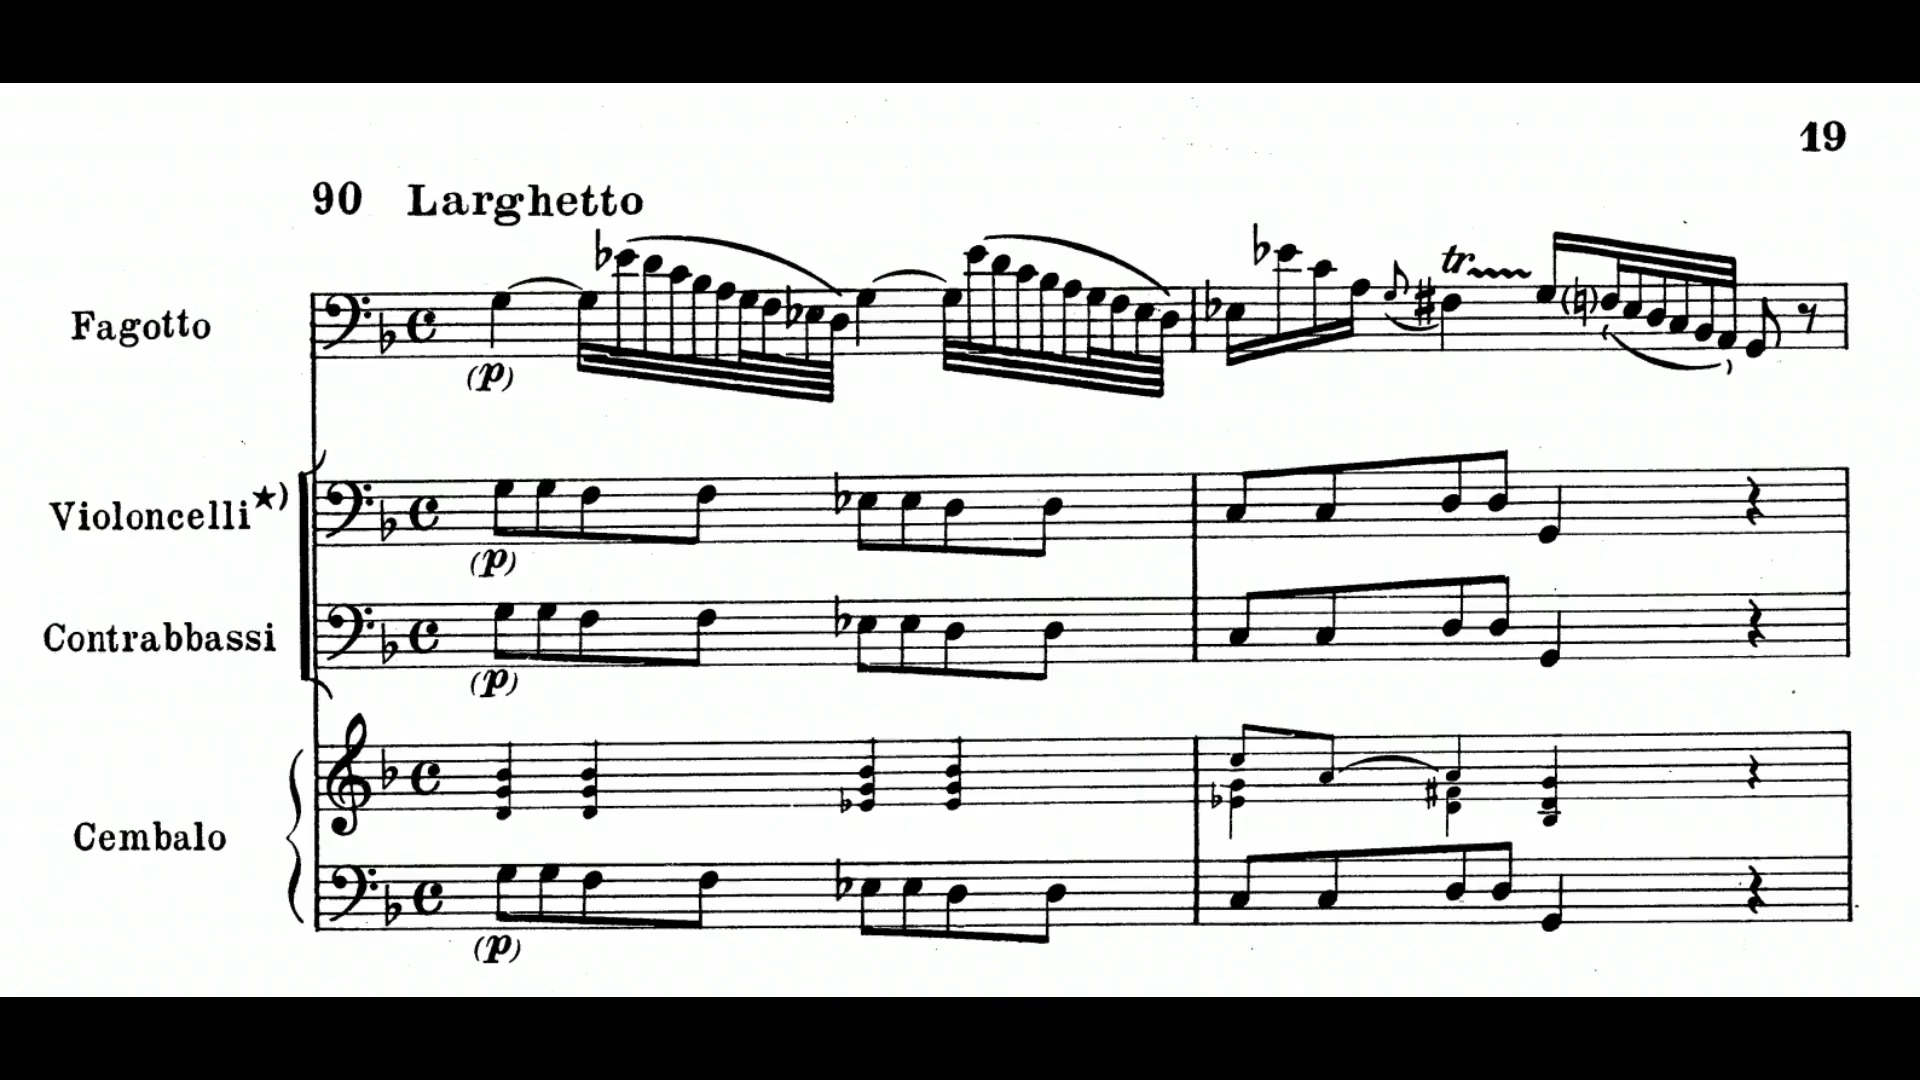 19
90 Larghetto
tr
Fagotto
(p)
Violoncelli★)
(p)
Contrabbassi
(p)
Cembalo
(p)